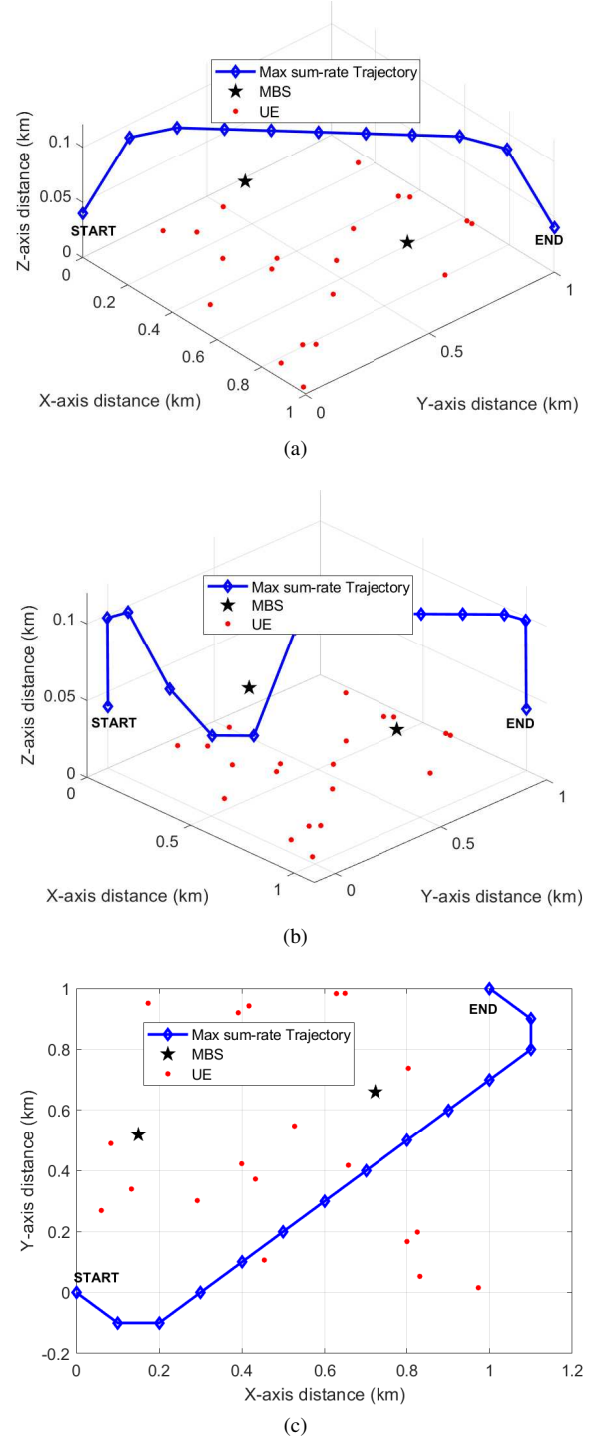 Max sum-rate Trajectory
MBS
UE
0.1
0.05
0
Z-axis distance (km)
START
END
0
0.2
0.4
0.6
0.8
1
0
0.5
1
X-axis distance (km)
Y-axis distance (km)
(a)
Max sum-rate Trajectory
MBS
UE
0.1
0.05
0
Z-axis distance (km)
START
END
0
0.5
1
0
0.5
1
X-axis distance (km)
Y-axis distance (km)
(b)
1
0.8
0.6
0.4
0.2
0
-0.2
Y-axis distance (km)
END
Max sum-rate Trajectory
MBS
UE
START
0
0.2
0.4
0.6
0.8
1
1.2
X-axis distance (km)
(c)